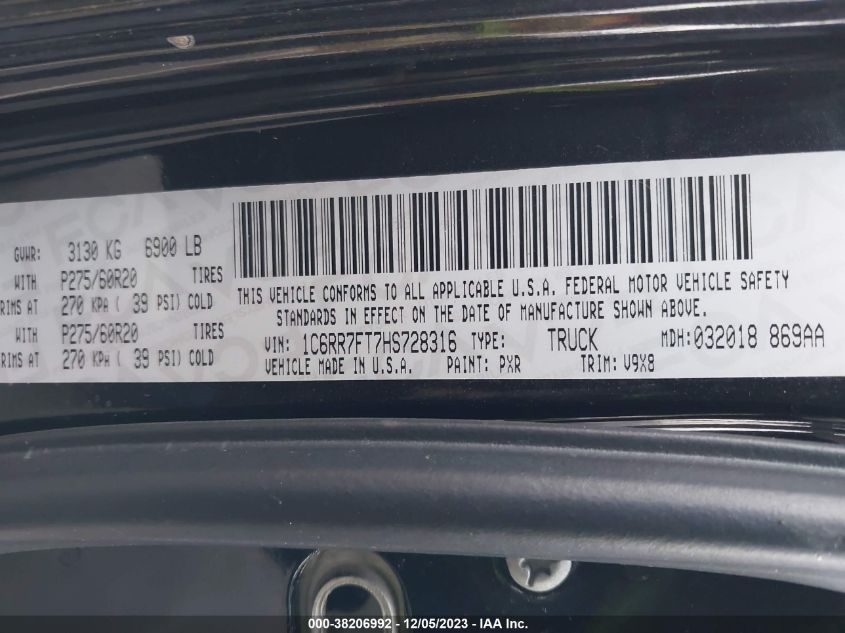 GVWR: 3130 KG 6900 LB
WITH P275/60R20 TIRES
RIMS AT 270 KPA ( 39 PSI) COLD
WITH P275/60R20 TIRES
RIMS AT 270 KPA ( 39 PSI) COLD
THIS VEHICLE CONFORMS TO ALL APPLICABLE U.S.A. FEDERAL MOTOR VEHICLE SAFETY
STANDARDS IN EFFECT ON THE DATE OF MANUFACTURE SHOWN ABOVE.
VIN: 1C6RR7FT7HS728316 TYPE: TRUCK MDH:032018 869AA
VEHICLE MADE IN U.S.A. PAINT: PXR TRIM: V9X8
000-38206992 - 12/05/2023 - IAA Inc.